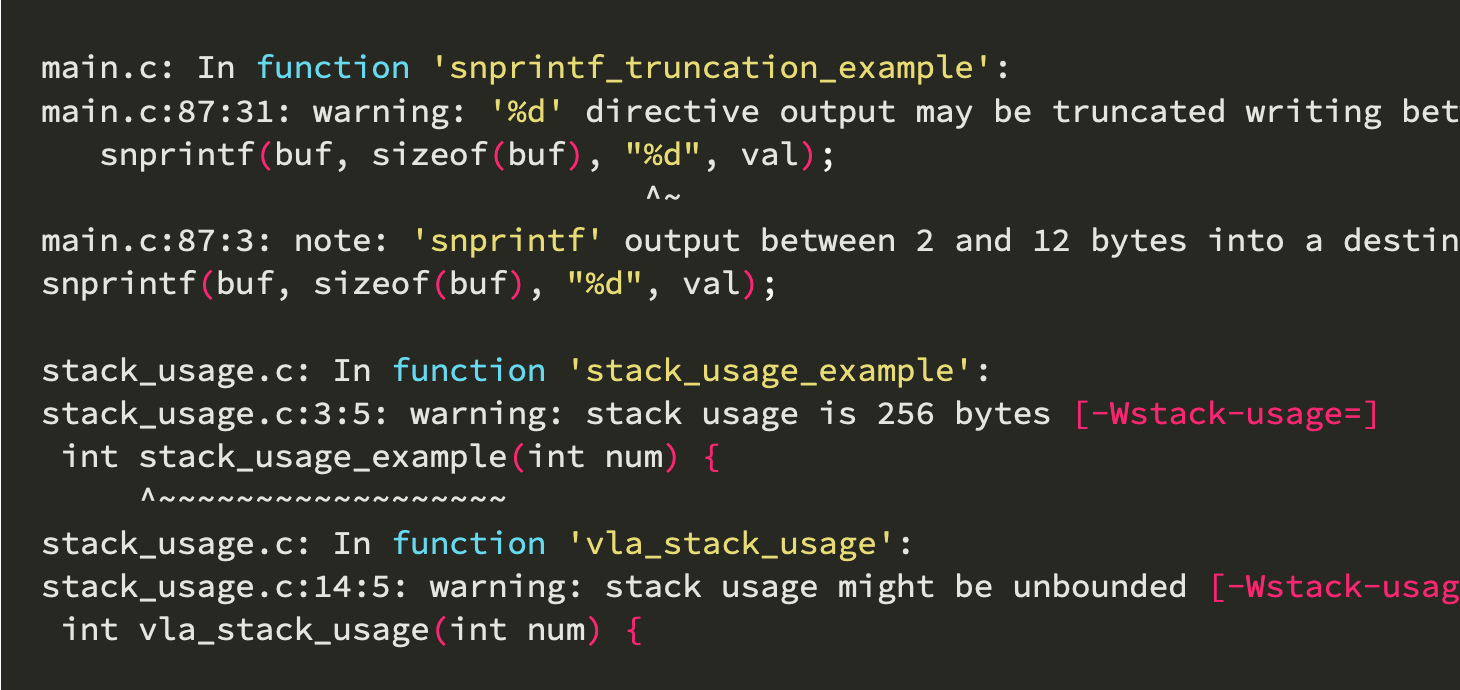 main.c: In function 'snprintf_truncation_example':
main.c:87:31: warning: '%d' directive output may be truncated writing bet
   snprintf(buf, sizeof(buf), "%d", val);
                               ^~
main.c:87:3: note: 'snprintf' output between 2 and 12 bytes into a destin
snprintf(buf, sizeof(buf), "%d", val);

stack_usage.c: In function 'stack_usage_example':
stack_usage.c:3:5: warning: stack usage is 256 bytes [-Wstack-usage=]
 int stack_usage_example(int num) {
     ^~~~~~~~~~~~~~~~~~~
stack_usage.c: In function 'vla_stack_usage':
stack_usage.c:14:5: warning: stack usage might be unbounded [-Wstack-usag
 int vla_stack_usage(int num) {